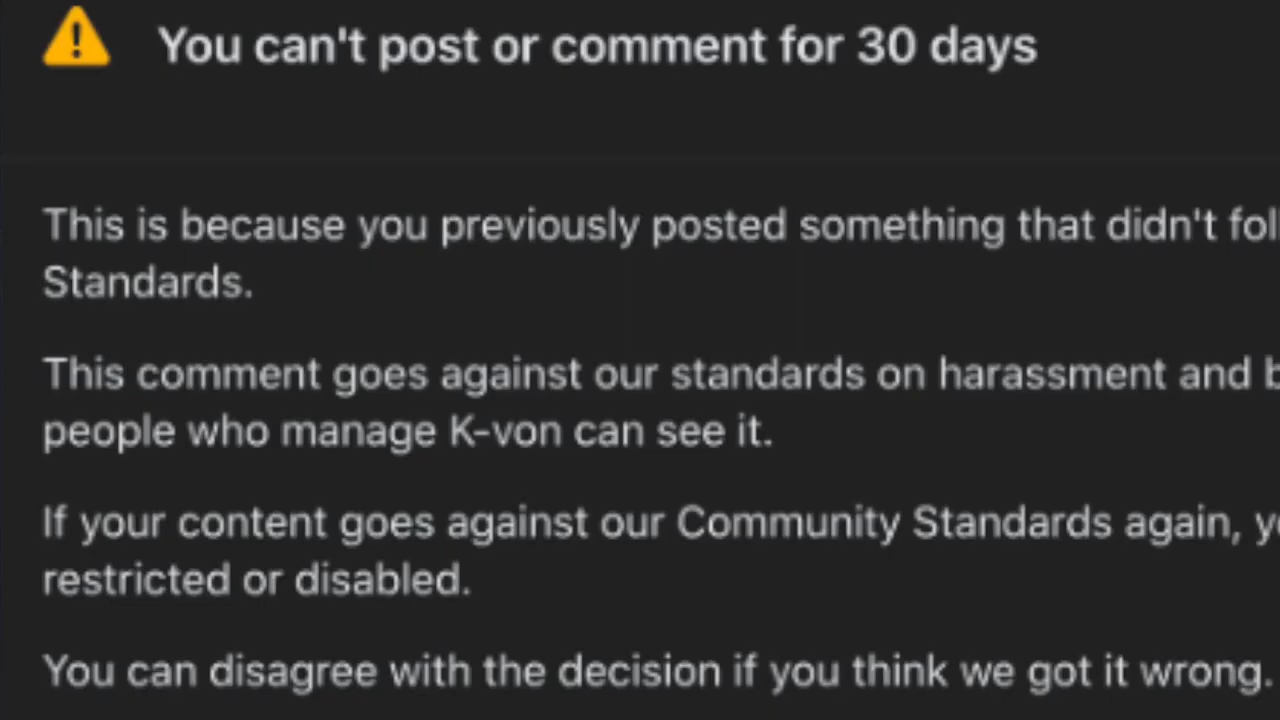 You can't post or comment for 30 days
This is because you previously posted something that didn't
Standards.
This comment goes against our standards on harassment and
people who manage K-von can see it.
If your content goes against our Community Standards again,
restricted or disabled.
You can disagree with the decision if you think we got it wrong.